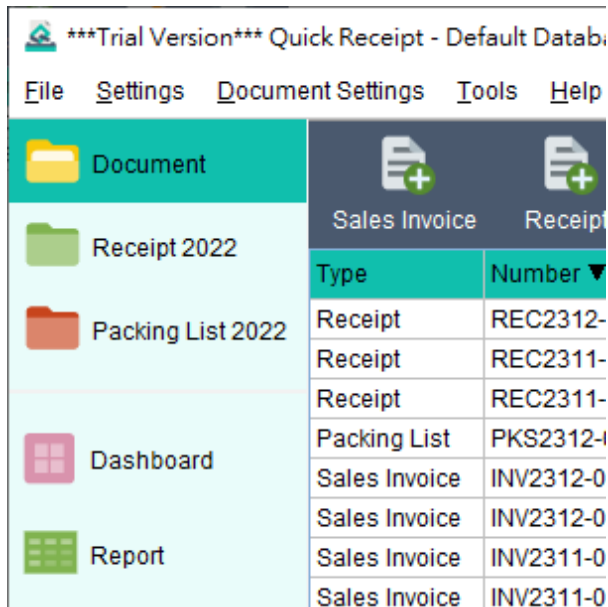 ***Trial Version*** Quick Receipt - Default Databa
File Settings Document Settings Tools Help
Document
Receipt 2022
Packing List 2022
Dashboard
Report
Sales Invoice Receipt
Type Number ▼
Receipt REC2312-
Receipt REC2311-
Receipt REC2311-
Packing List PKS2312-0
Sales Invoice INV2312-0
Sales Invoice INV2312-0
Sales Invoice INV2311-0
Sales Invoice INV2311-0